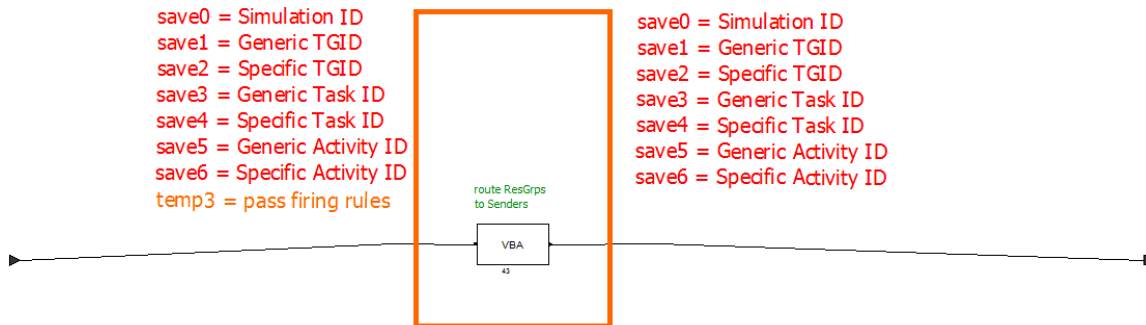 save0 = Simulation ID
save1 = Generic TGID
save2 = Specific TGID
save3 = Generic Task ID
save4 = Specific Task ID
save5 = Generic Activity ID
save6 = Specific Activity ID
temp3 = pass firing rules
route ResGrps
to Senders
VBA
43
save0 = Simulation ID
save1 = Generic TGID
save2 = Specific TGID
save3 = Generic Task ID
save4 = Specific Task ID
save5 = Generic Activity ID
save6 = Specific Activity ID